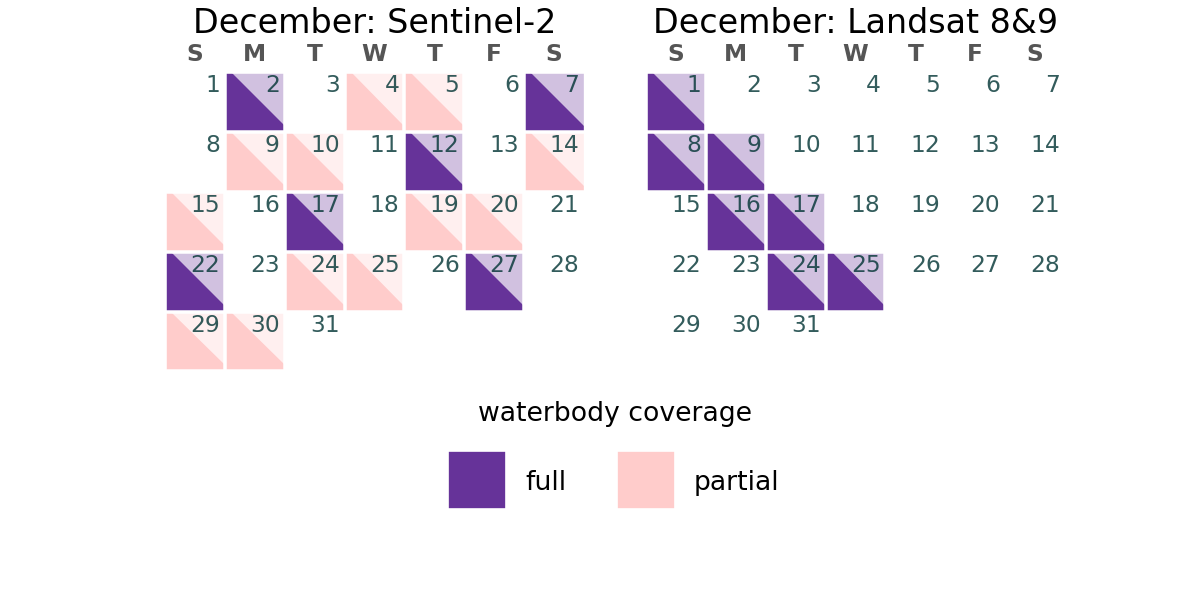 December: Sentinel-2
S M T W T F S
1 2 3 4 5 6 7
8 9 10 11 12 13 14
15 16 17 18 19 20 21
22 23 24 25 26 27 28
29 30 31
December: Landsat 8&9
S M T W T F S
1 2 3 4 5 6 7
8 9 10 11 12 13 14
15 16 17 18 19 20 21
22 23 24 25 26 27 28
29 30 31
waterbody coverage
full
partial